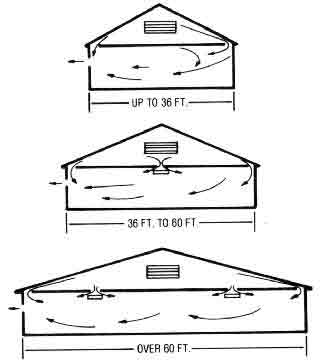 UP TO 36 FT.
36 FT. TO 60 FT.
OVER 60 FT.